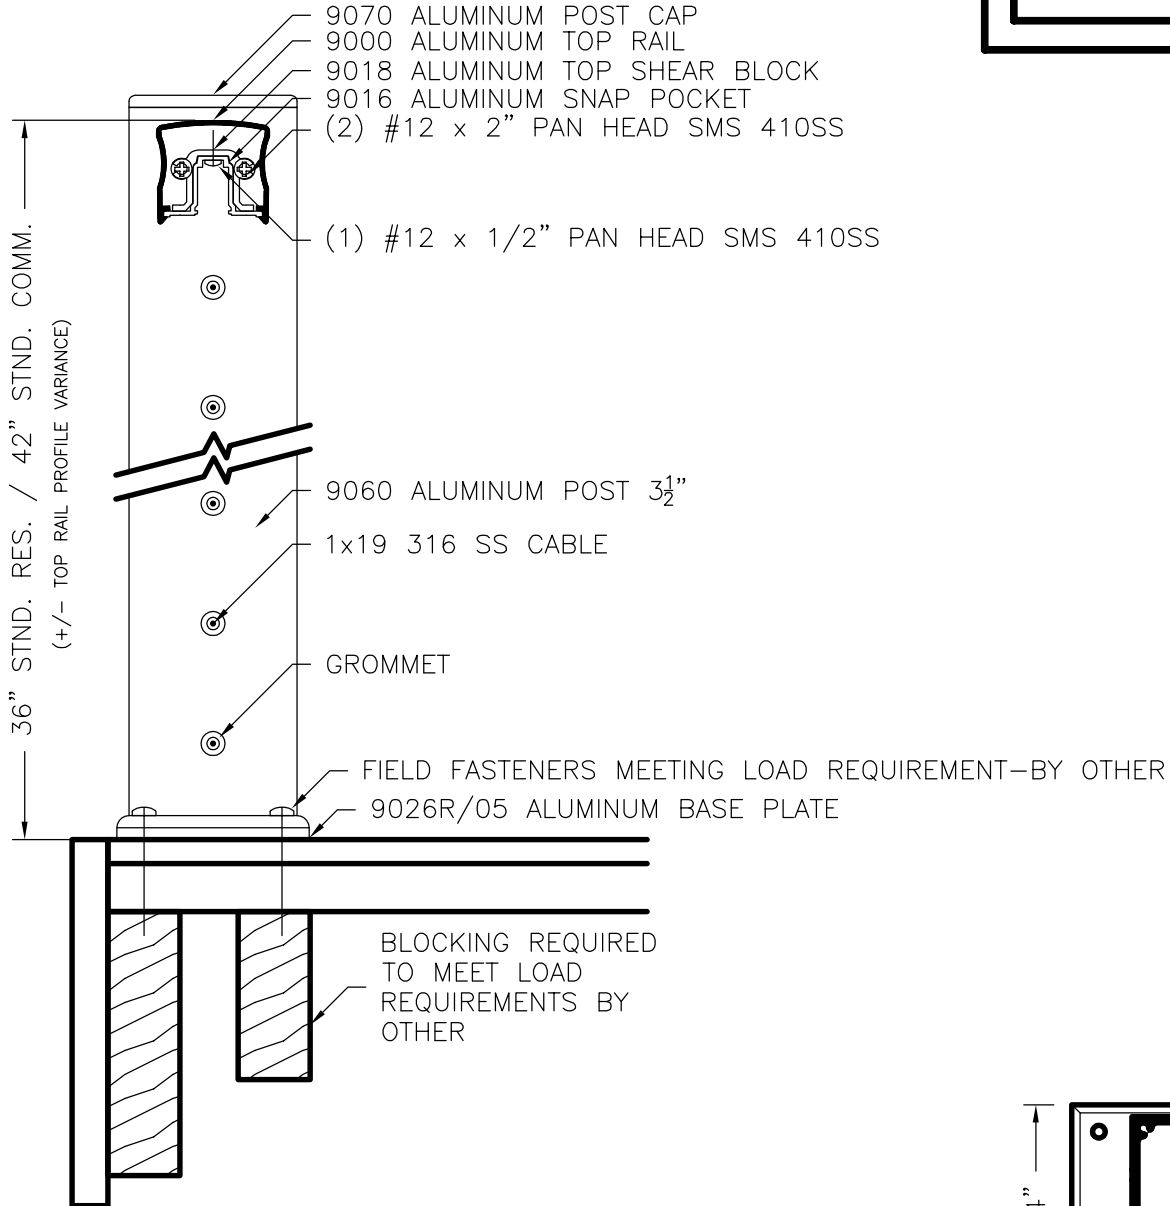 9070 ALUMINUM POST CAP
9000 ALUMINUM TOP RAIL
9018 ALUMINUM TOP SHEAR BLOCK
9016 ALUMINUM SNAP POCKET
(2) #12 x 2" PAN HEAD SMS 410SS
(1) #12 x 1/2" PAN HEAD SMS 410SS
36" STND. RES. / 42" STND. COMM.
(+/- TOP RAIL PROFILE VARIANCE)
9060 ALUMINUM POST 3½"
1x19 316 SS CABLE
GROMMET
FIELD FASTENERS MEETING LOAD REQUIREMENT-BY OTHER
9026R/05 ALUMINUM BASE PLATE
BLOCKING REQUIRED
TO MEET LOAD
REQUIREMENTS BY
OTHER